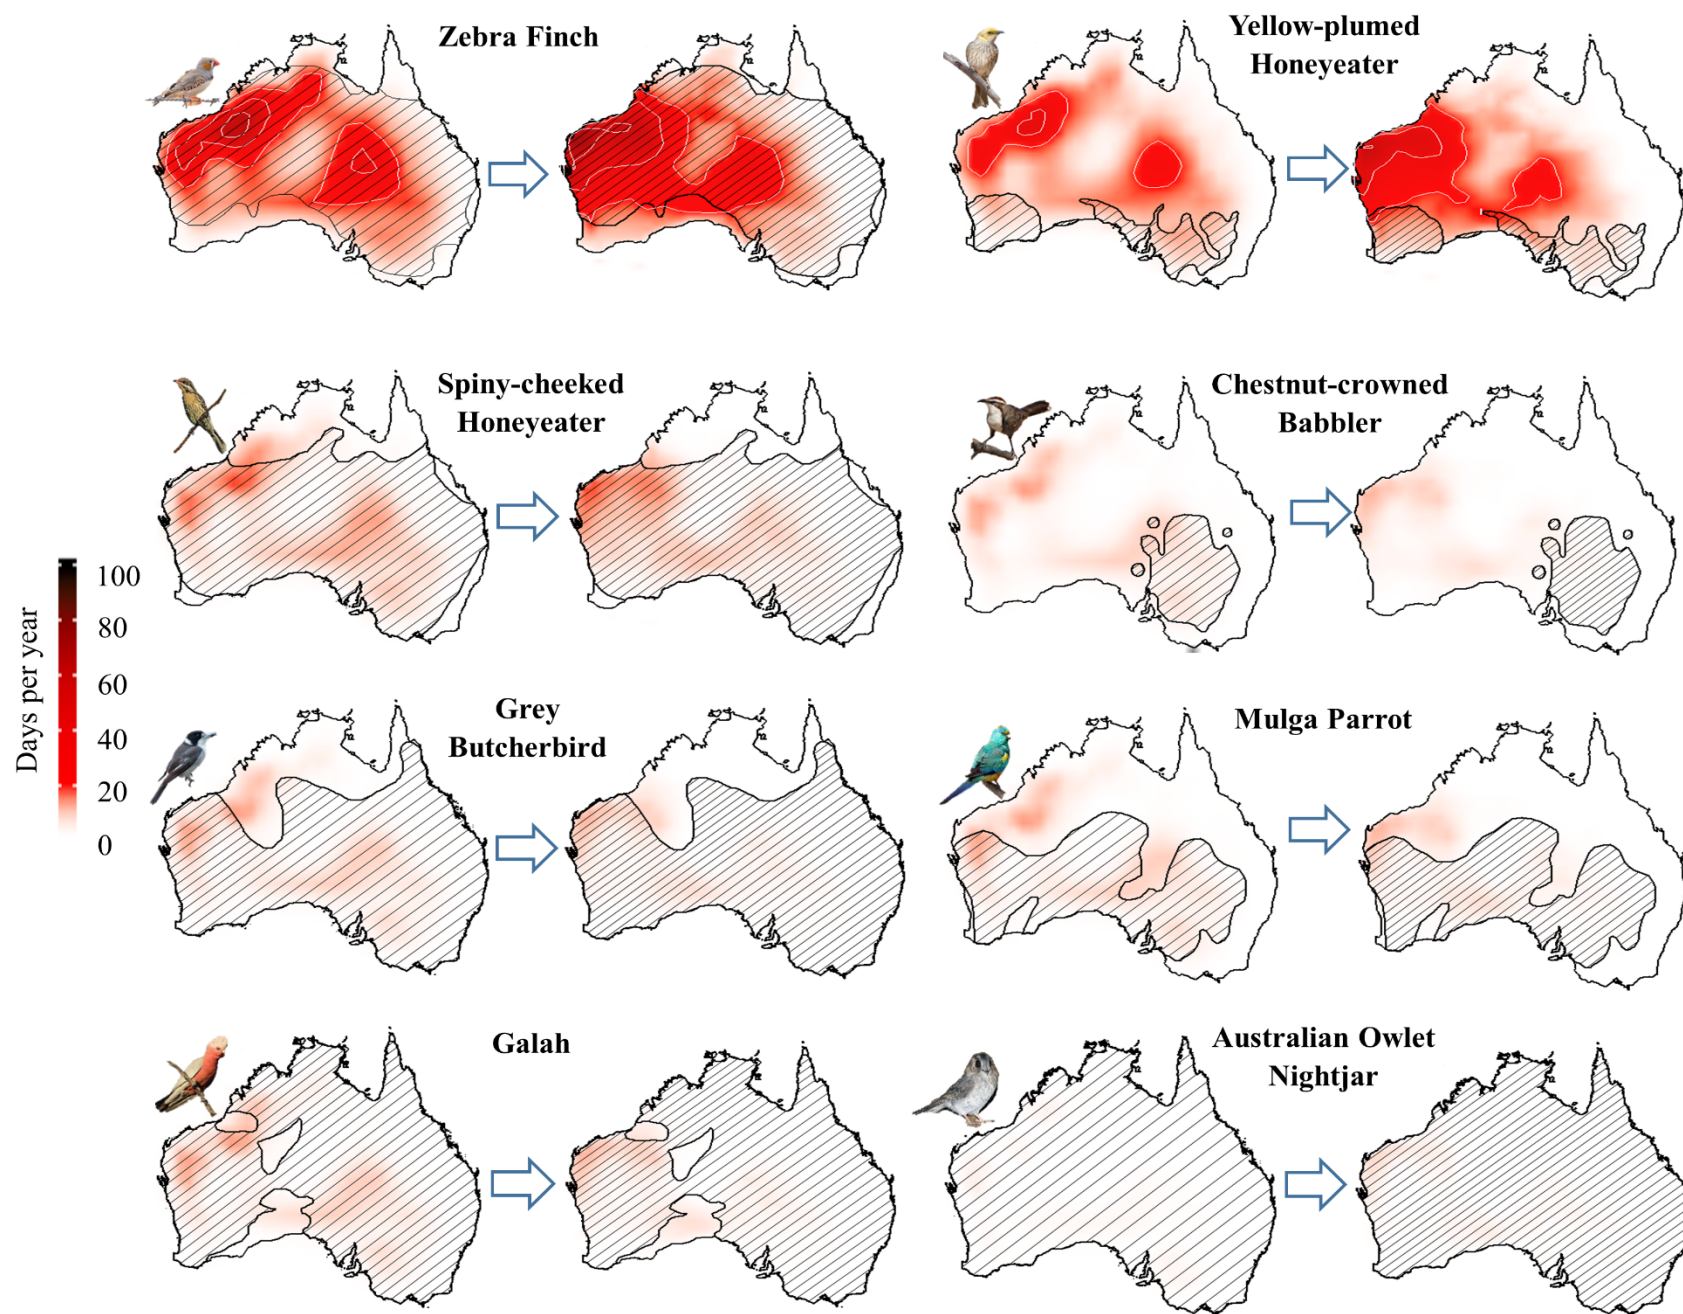 Zebra Finch
Yellow-plumed
Honeyeater
Spiny-cheeked
Honeyeater
Chestnut-crowned
Babbler
Grey
Butcherbird
Mulga Parrot
Galah
Australian Owlet
Nightjar
Days per year
100
80
60
40
20
0